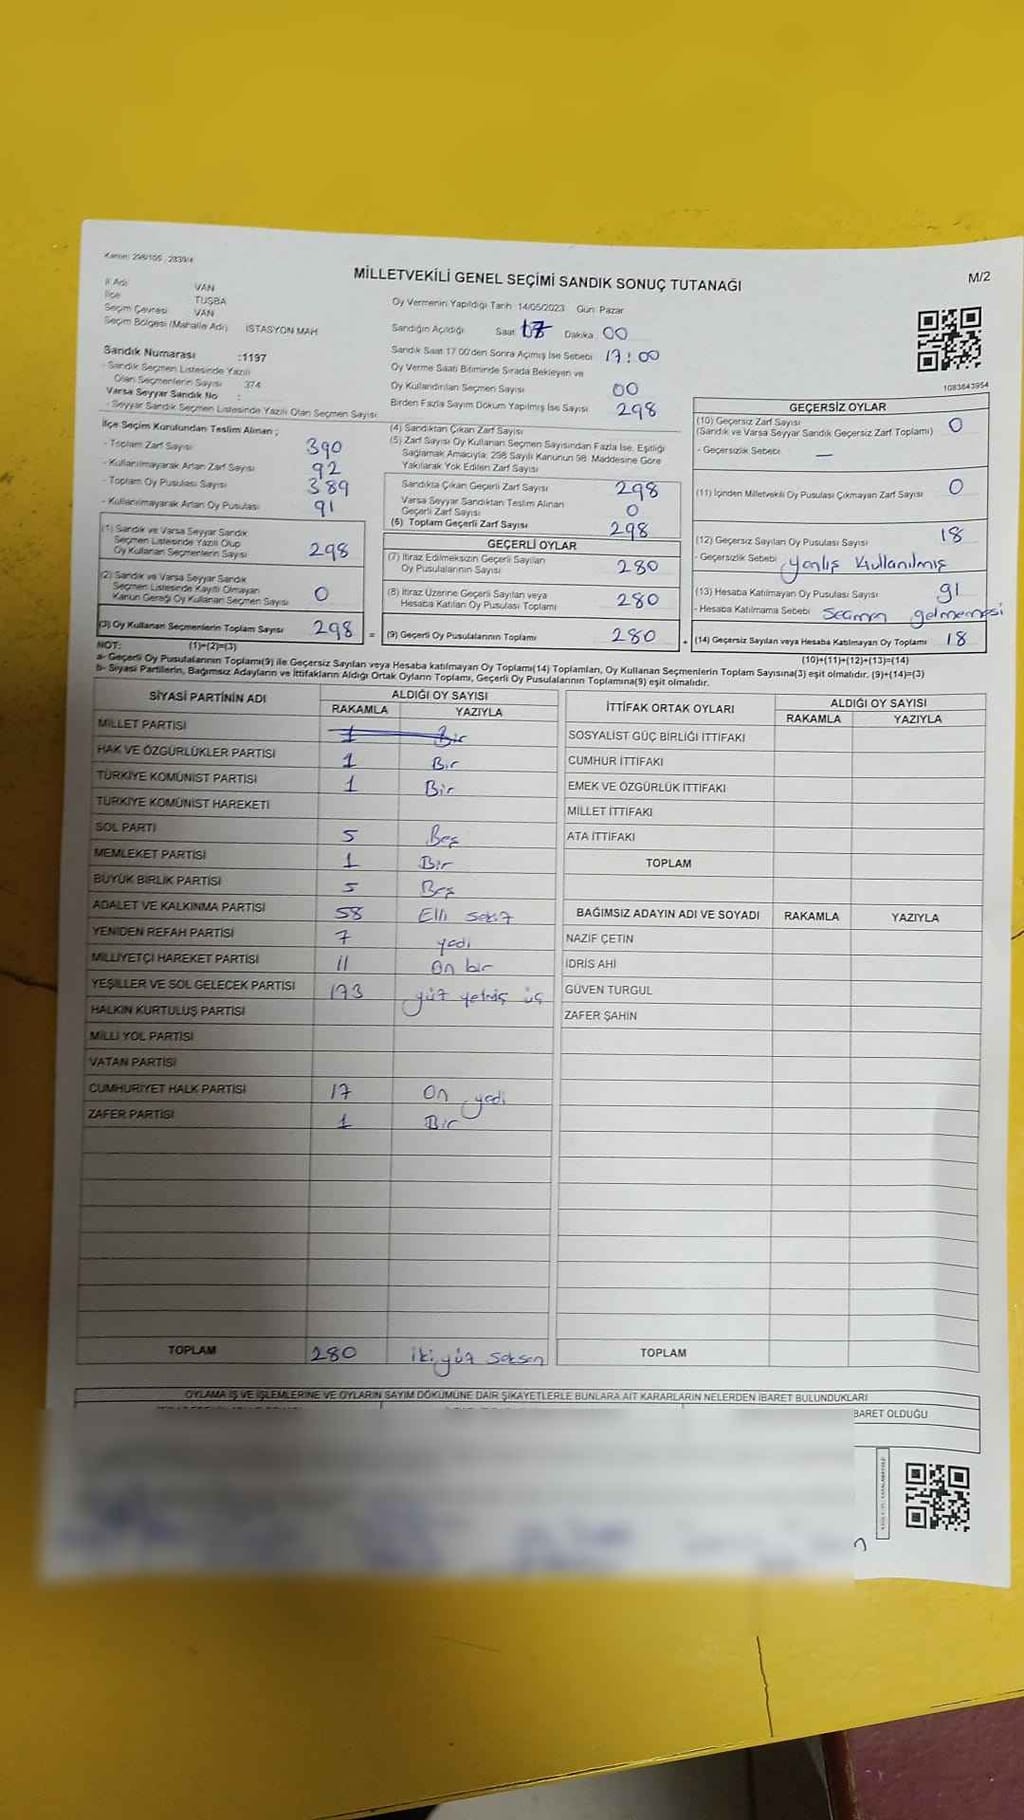 Kanun: 298/105 , 2839/4
MİLLETVEKİLİ GENEL SEÇİMİ SANDIK SONUÇ TUTANAĞI
M/2
İl Adı VAN
İlçe TUŞBA
Seçim Çevresi VAN
Seçim Bölgesi (Mahalle Adı) İSTASYON MAH
Sandık Numarası :1197
- Sandık Seçmen Listesinde Yazılı
Olan Seçmenlerin Sayısı 374
Varsa Seyyar Sandık No :
- Seyyar Sandık Seçmen Listesinde Yazılı Olan Seçmen Sayısı
Oy Vermenin Yapıldığı Tarih 14/05/2023 Gün: Pazar
Sandığın Açıldığı Saat 17 Dakika 00
Sandık Saat 17:00'den Sonra Açılmış İse Sebebi 17:00
Oy Verme Saati Bitiminde Sırada Bekleyen ve
Oy Kullandırılan Seçmen Sayısı 00
Birden Fazla Sayım Döküm Yapılmış İse Sayısı 298
1083643954
İlçe Seçim Kurulundan Teslim Alınan ;
- Toplam Zarf Sayısı 390
- Kullanılmayarak Artan Zarf Sayısı 92
- Toplam Oy Pusulası Sayısı 389
- Kullanılmayarak Artan Oy Pusulası 91
(1) Sandık ve Varsa Seyyar Sandık
Seçmen Listesinde Yazılı Olup
Oy Kullanan Seçmenlerin Sayısı 298
(2) Sandık ve Varsa Seyyar Sandık
Seçmen Listesinde Kayıtlı Olmayan
Kanun Gereği Oy Kullanan Seçmen Sayısı 0
(3) Oy Kullanan Seçmenlerin Toplam Sayısı 298 =
(4) Sandıktan Çıkan Zarf Sayısı
(5) Zarf Sayısı Oy Kullanan Seçmen Sayısından Fazla İse, Eşitliği
Sağlamak Amacıyla; 298 Sayılı Kanunun 98. Maddesine Göre
Yakılarak Yok Edilen Zarf Sayısı
Sandıkta Çıkan Geçerli Zarf Sayısı 298
Varsa Seyyar Sandıktan Teslim Alınan
Geçerli Zarf Sayısı 0
(6) Toplam Geçerli Zarf Sayısı 298
GEÇERLİ OYLAR
(7) İtiraz Edilmeksizin Geçerli Sayılan
Oy Pusulalarının Sayısı 280
(8) İtiraz Üzerine Geçerli Sayılan veya
Hesaba Katılan Oy Pusulası Toplamı 280
(9) Geçerli Oy Pusulalarının Toplamı 280
GEÇERSİZ OYLAR
(10) Geçersiz Zarf Sayısı 0
(Sandık ve Varsa Seyyar Sandık Geçersiz Zarf Toplamı)
- Geçersizlik Sebebi —
(11) İçinden Milletvekili Oy Pusulası Çıkmayan Zarf Sayısı 0
(12) Geçersiz Sayılan Oy Pusulası Sayısı 18
- Geçersizlik Sebebi yanlış kullanılmış
(13) Hesaba Katılmayan Oy Pusulası Sayısı 91
- Hesaba Katılmama Sebebi Seçmen gelmemesi
+ (14) Geçersiz Sayılan veya Hesaba Katılmayan Oy Toplamı 18
NOT: (1)+(2)=(3)
(10)+(11)+(12)+(13)=(14)
a- Geçerli Oy Pusulalarının Toplamı(9) ile Geçersiz Sayılan veya Hesaba katılmayan Oy Toplamı(14) Toplamları, Oy Kullanan Seçmenlerin Toplam Sayısına(3) eşit olmalıdır. (9)+(14)=(3)
b- Siyasi Partilerin, Bağımsız Adayların ve İttifakların Aldığı Ortak Oyların Toplamı, Geçerli Oy Pusulalarının Toplamına(9) eşit olmalıdır.
SİYASİ PARTİNİN ADI ALDIĞI OY SAYISI
RAKAMLA YAZIYLA
MİLLET PARTİSİ 1 Bir
HAK VE ÖZGÜRLÜKLER PARTİSİ 1 Bir
TÜRKİYE KOMÜNİST PARTİSİ 1 Bir
TÜRKİYE KOMÜNİST HAREKETİ
SOL PARTİ 5 Beş
MEMLEKET PARTİSİ 1 Bir
BÜYÜK BİRLİK PARTİSİ 5 Beş
ADALET VE KALKINMA PARTİSİ 58 Elli sekiz
YENİDEN REFAH PARTİSİ 7 yedi
MİLLİYETÇİ HAREKET PARTİSİ 11 On bir
YEŞİLLER VE SOL GELECEK PARTİSİ 173 yüz yetmiş üç
HALKIN KURTULUŞ PARTİSİ
MİLLİ YOL PARTİSİ
VATAN PARTİSİ
CUMHURİYET HALK PARTİSİ 17 On yedi
ZAFER PARTİSİ 1 Bir
TOPLAM 280 iki yüz seksen
İTTİFAK ORTAK OYLARI ALDIĞI OY SAYISI
RAKAMLA YAZIYLA
SOSYALİST GÜÇ BİRLİĞİ İTTİFAKI
CUMHUR İTTİFAKI
EMEK VE ÖZGÜRLÜK İTTİFAKI
MİLLET İTTİFAKI
ATA İTTİFAKI
TOPLAM
BAĞIMSIZ ADAYIN ADI VE SOYADI RAKAMLA YAZIYLA
NAZİF ÇETİN
İDRİS AHİ
GÜVEN TURGUL
ZAFER ŞAHİN
TOPLAM
OYLAMA İŞ VE İŞLEMLERİNE VE OYLARIN SAYIM DÖKÜMÜNE DAİR ŞİKAYETLERLE BUNLARA AİT KARARLARIN NELERDEN İBARET BULUNDUKLARI
BARET OLDUĞU